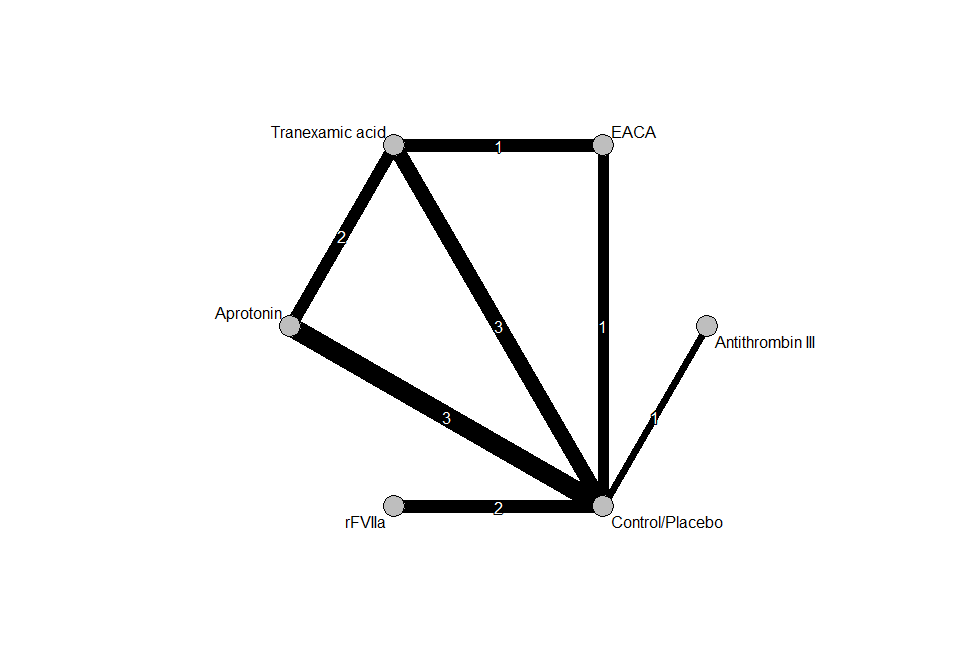 Tranexamic acid
EACA
1
2
Aprotonin
3
1
Antithrombin III
3
1
2
rFVIIa
Control/Placebo